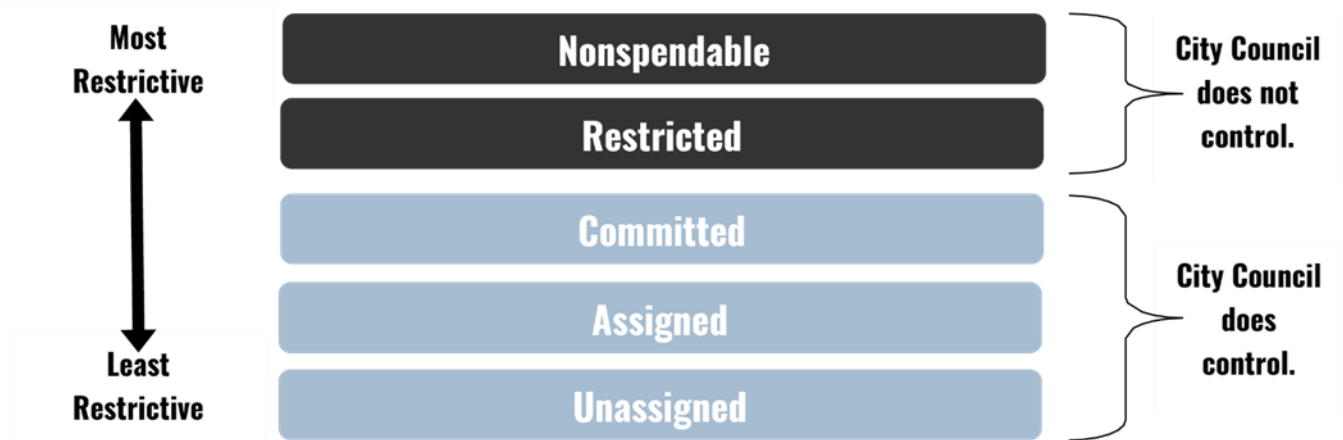 Most
Restrictive
Nonspendable
Restricted
City Council
does not
control.
Committed
Assigned
Unassigned
City Council
does
control.
Least
Restrictive